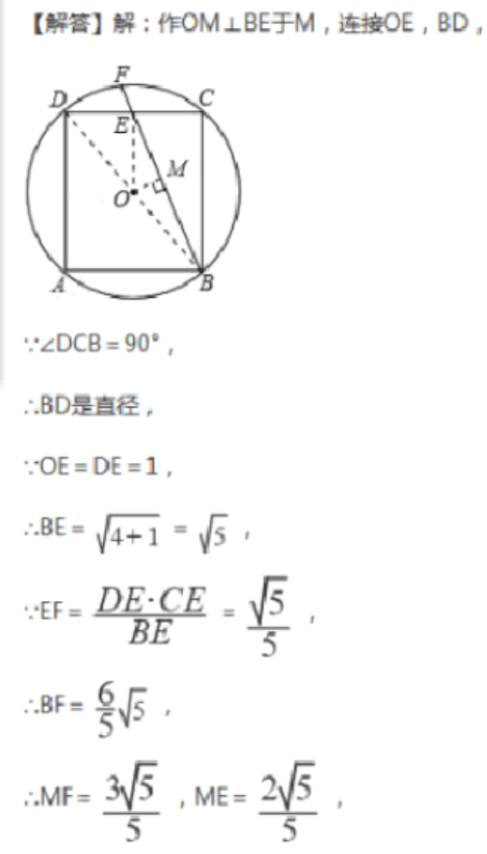 【解答】解：作OM⊥BE于M，连接OE，BD，
F
D
C
E
M
O
A
B
∵∠DCB＝90°，
∴BD是直径，
∵OE＝DE＝1，
∴BE＝√(4+1)＝√5，
∵EF＝DE·CE/BE＝√5/5，
∴BF＝6/5√5，
∴MF＝3√5/5，ME＝2√5/5，